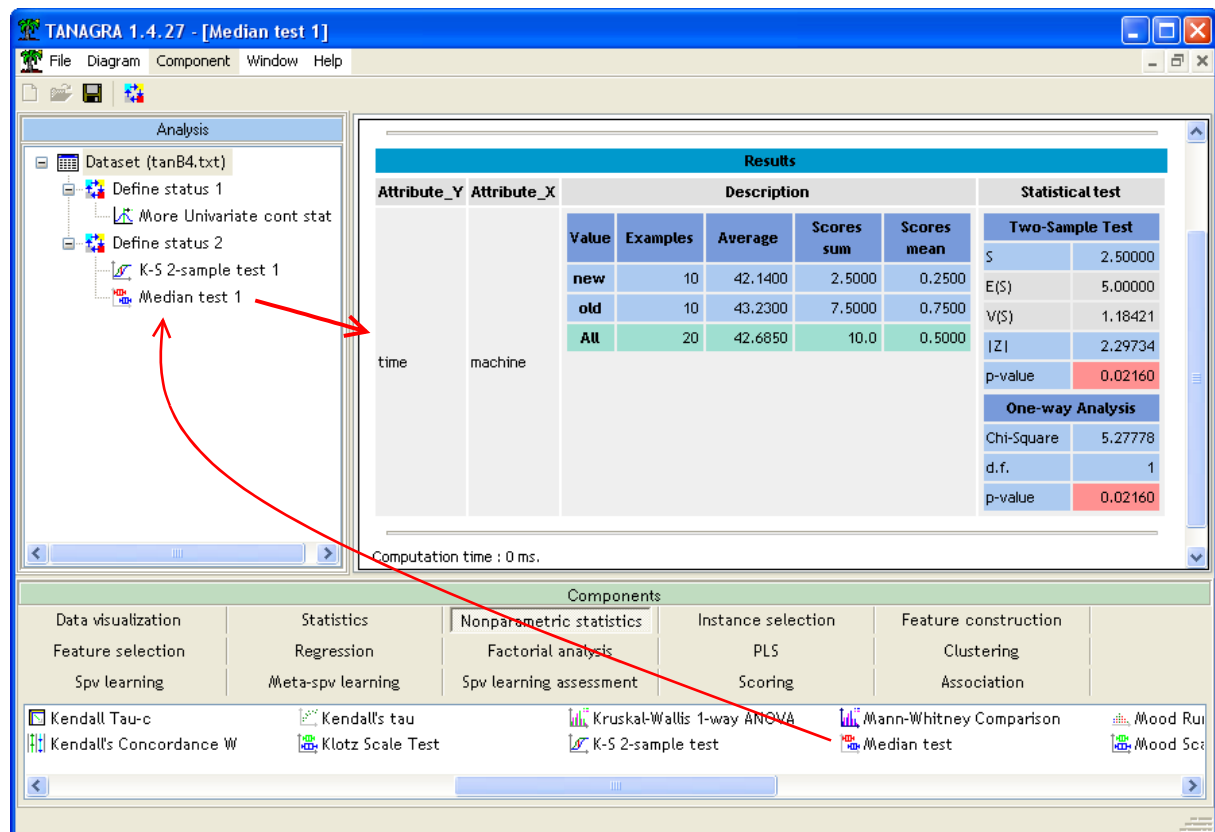 TANAGRA 1.4.27 - [Median test 1]
File Diagram Component Window Help
Analysis
Dataset (tanB4.txt)
Define status 1
More Univariate cont stat
Define status 2
K-S 2-sample test 1
Median test 1
Results
Attribute_Y Attribute_X Description Statistical test
Value Examples Average Scores sum Scores mean
new 10 42.1400 2.5000 0.2500
old 10 43.2300 7.5000 0.7500
All 20 42.6850 10.0 0.5000
time machine
Two-Sample Test
S 2.50000
E(S) 5.00000
V(S) 1.18421
|Z| 2.29734
p-value 0.02160
One-way Analysis
Chi-Square 5.27778
d.f. 1
p-value 0.02160
Computation time : 0 ms.
Components
Data visualization Statistics Nonparametric statistics Instance selection Feature construction
Feature selection Regression Factorial analysis PLS Clustering
Spv learning Meta-spv learning Spv learning assessment Scoring Association
Kendall Tau-c Kendall's tau Kruskal-Wallis 1-way ANOVA Mann-Whitney Comparison Mood Ru
Kendall's Concordance W Klotz Scale Test K-S 2-sample test Median test Mood Sc